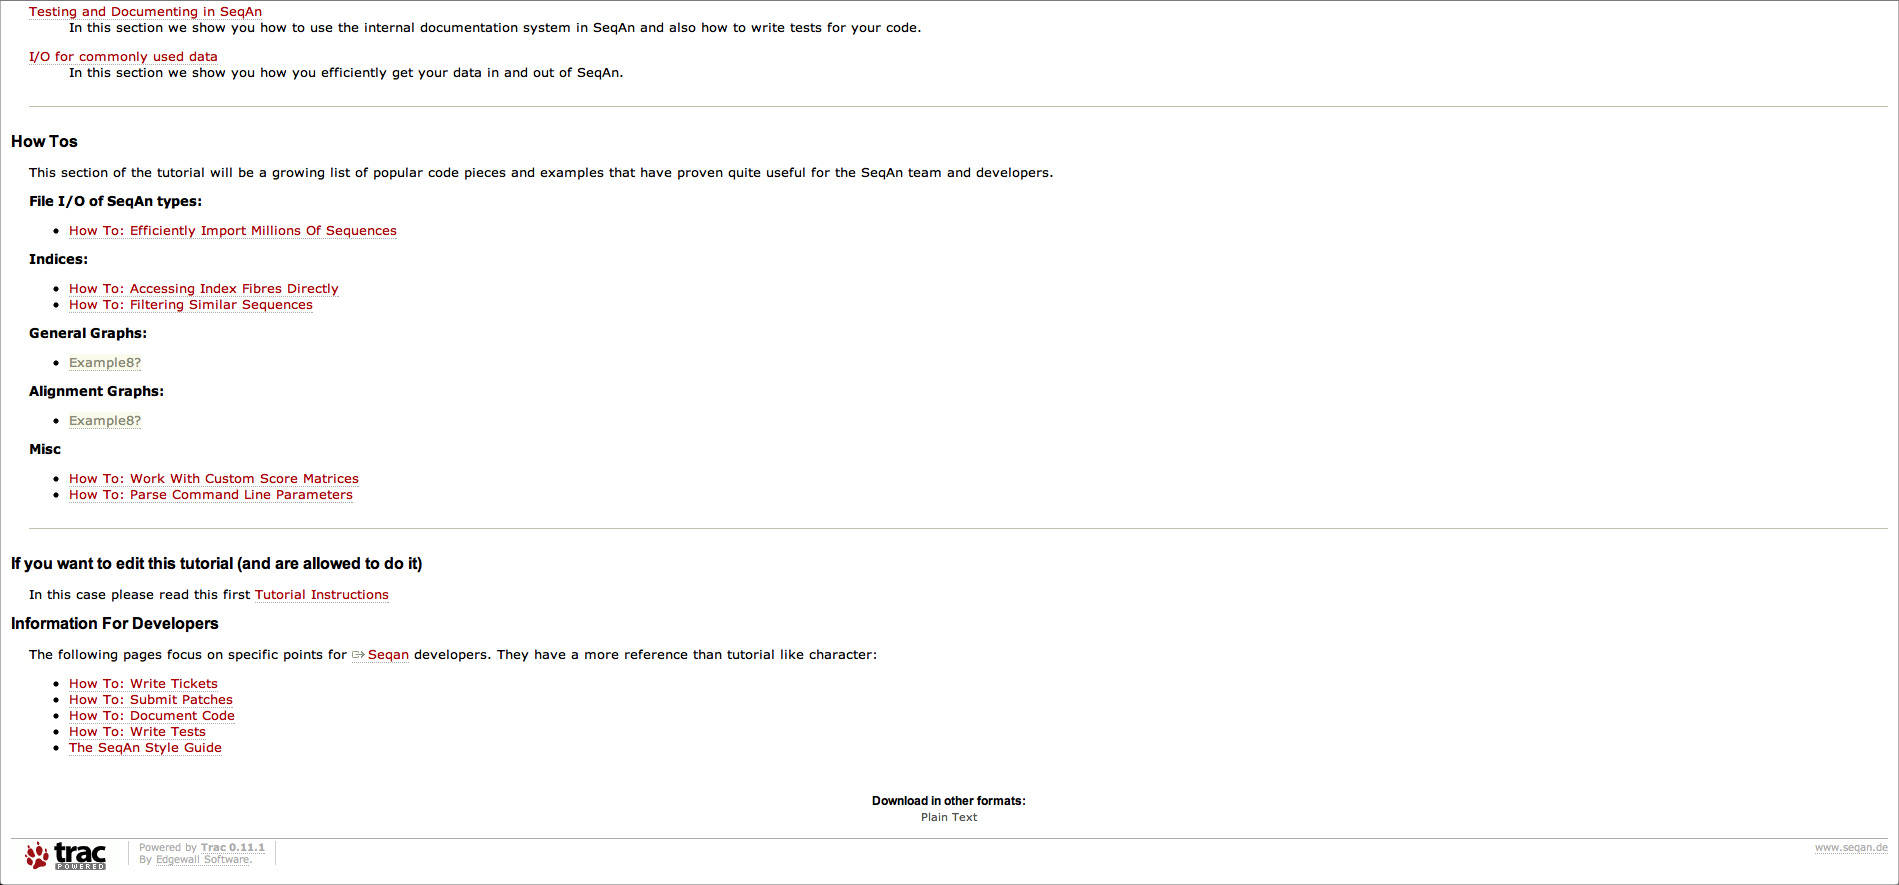 Testing and Documenting in SeqAn
In this section we show you how to use the internal documentation system in SeqAn and also how to write tests for your code.
I/O for commonly used data
In this section we show you how you efficiently get your data in and out of SeqAn.
How Tos
This section of the tutorial will be a growing list of popular code pieces and examples that have proven quite useful for the SeqAn team and developers.
File I/O of SeqAn types:
How To: Efficiently Import Millions Of Sequences
Indices:
How To: Accessing Index Fibres Directly
How To: Filtering Similar Sequences
General Graphs:
Example8?
Alignment Graphs:
Example8?
Misc
How To: Work With Custom Score Matrices
How To: Parse Command Line Parameters
If you want to edit this tutorial (and are allowed to do it)
In this case please read this first Tutorial Instructions
Information For Developers
The following pages focus on specific points for Seqan developers. They have a more reference than tutorial like character:
How To: Write Tickets
How To: Submit Patches
How To: Document Code
How To: Write Tests
The SeqAn Style Guide
Download in other formats:
Plain Text
trac
POWERED
Powered by Trac 0.11.1
By Edgewall Software.
www.seqan.de